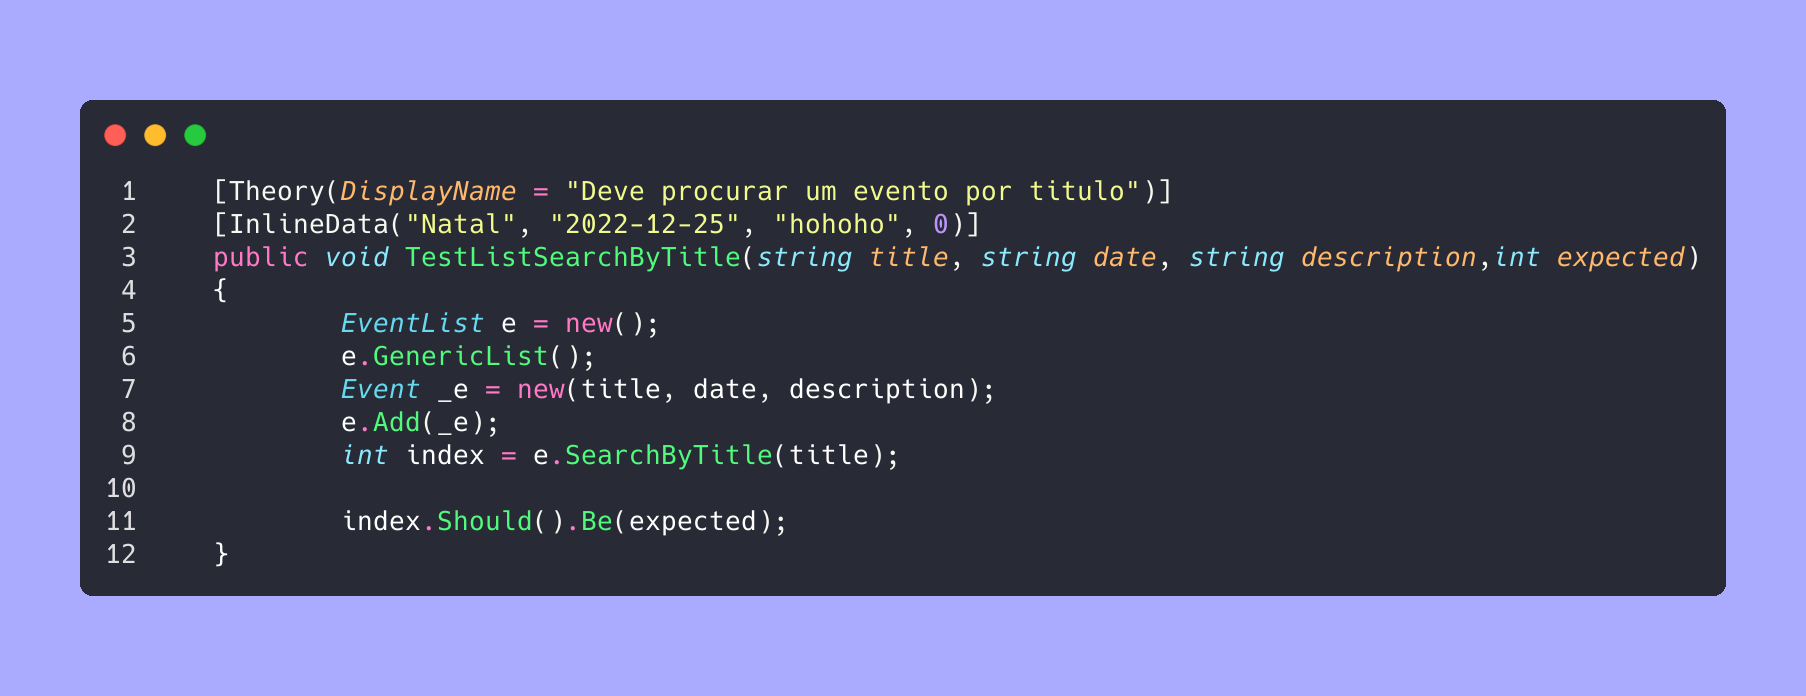 1 [Theory(DisplayName = "Deve procurar um evento por titulo")]
2 [InlineData("Natal", "2022-12-25", "hohoho", 0)]
3 public void TestListSearchByTitle(string title, string date, string description,int expected)
4 {
5 EventList e = new();
6 e.GenericList();
7 Event _e = new(title, date, description);
8 e.Add(_e);
9 int index = e.SearchByTitle(title);
10
11 index.Should().Be(expected);
12 }